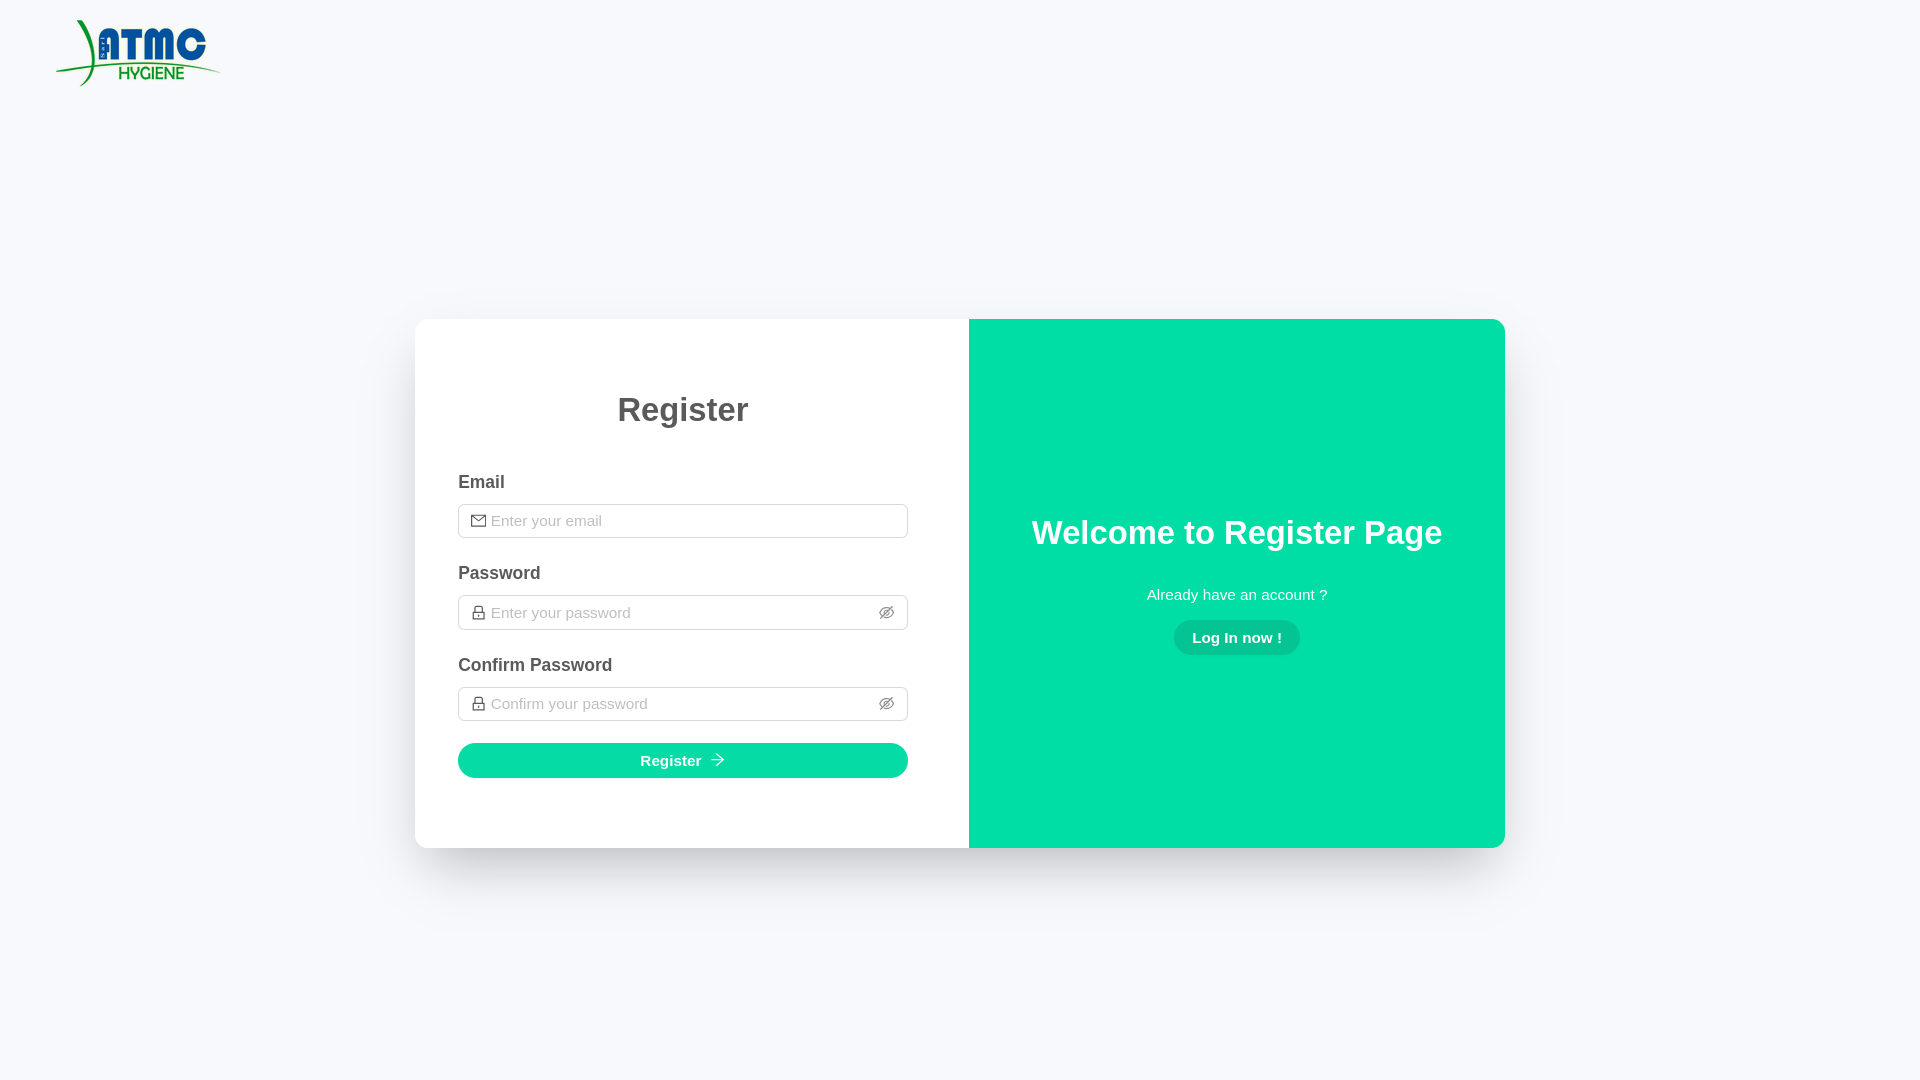 ATMC
HYGIENE
Register
Email
Enter your email
Password
Enter your password
Confirm Password
Confirm your password
Register
Welcome to Register Page
Already have an account ?
Log In now !